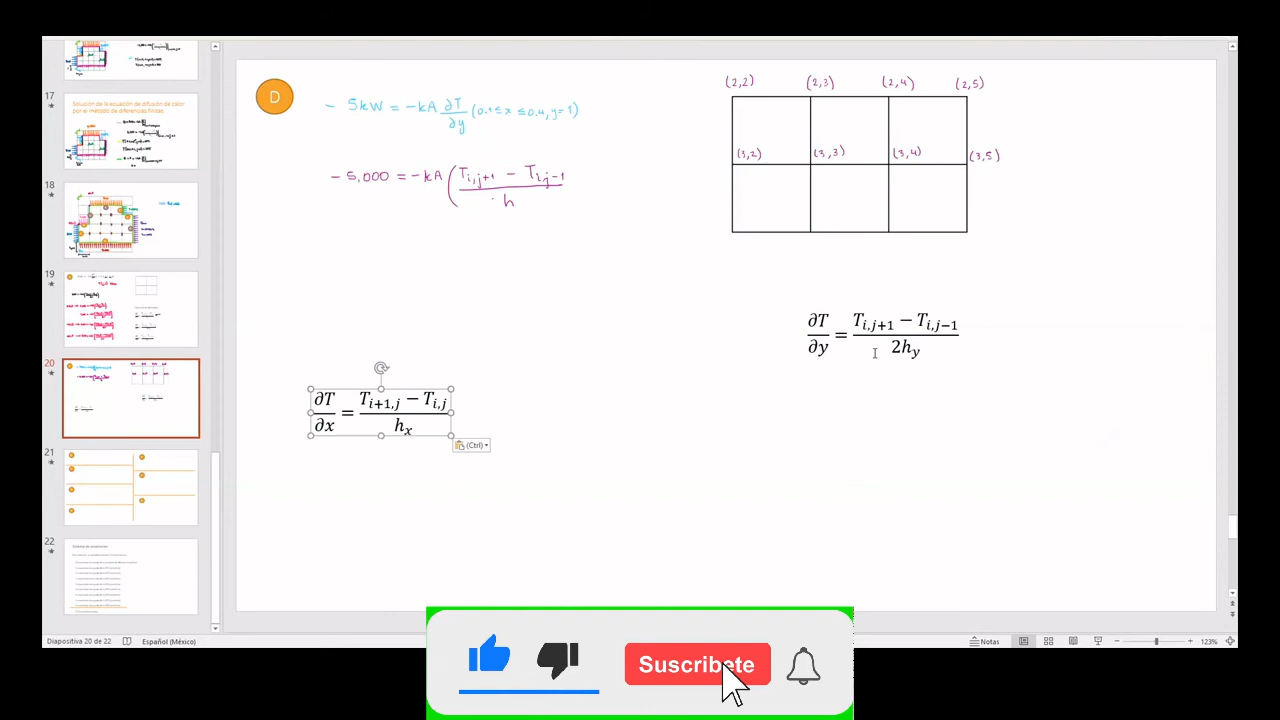 17
Solución de la ecuación de difusión de calor
por el método de diferencias finitas
18
19
20
21
22
D
- 5kW = -kA ∂T/∂y (0.1 ≤ x ≤ 0.4, y=1)
- 5,000 = -kA ( T_{i,j+1} - T_{i,j-1} / h
(2,2) (2,3) (2,4) (2,5)
(3,2) (3,3) (3,4) (3,5)
∂T/∂y = T_{i,j+1} − T_{i,j−1} / 2h_y
∂T/∂x = T_{i+1,j} − T_{i,j} / h_x
(Ctrl)
Diapositiva 20 de 22 Español (México) Notas 123%
Suscribete